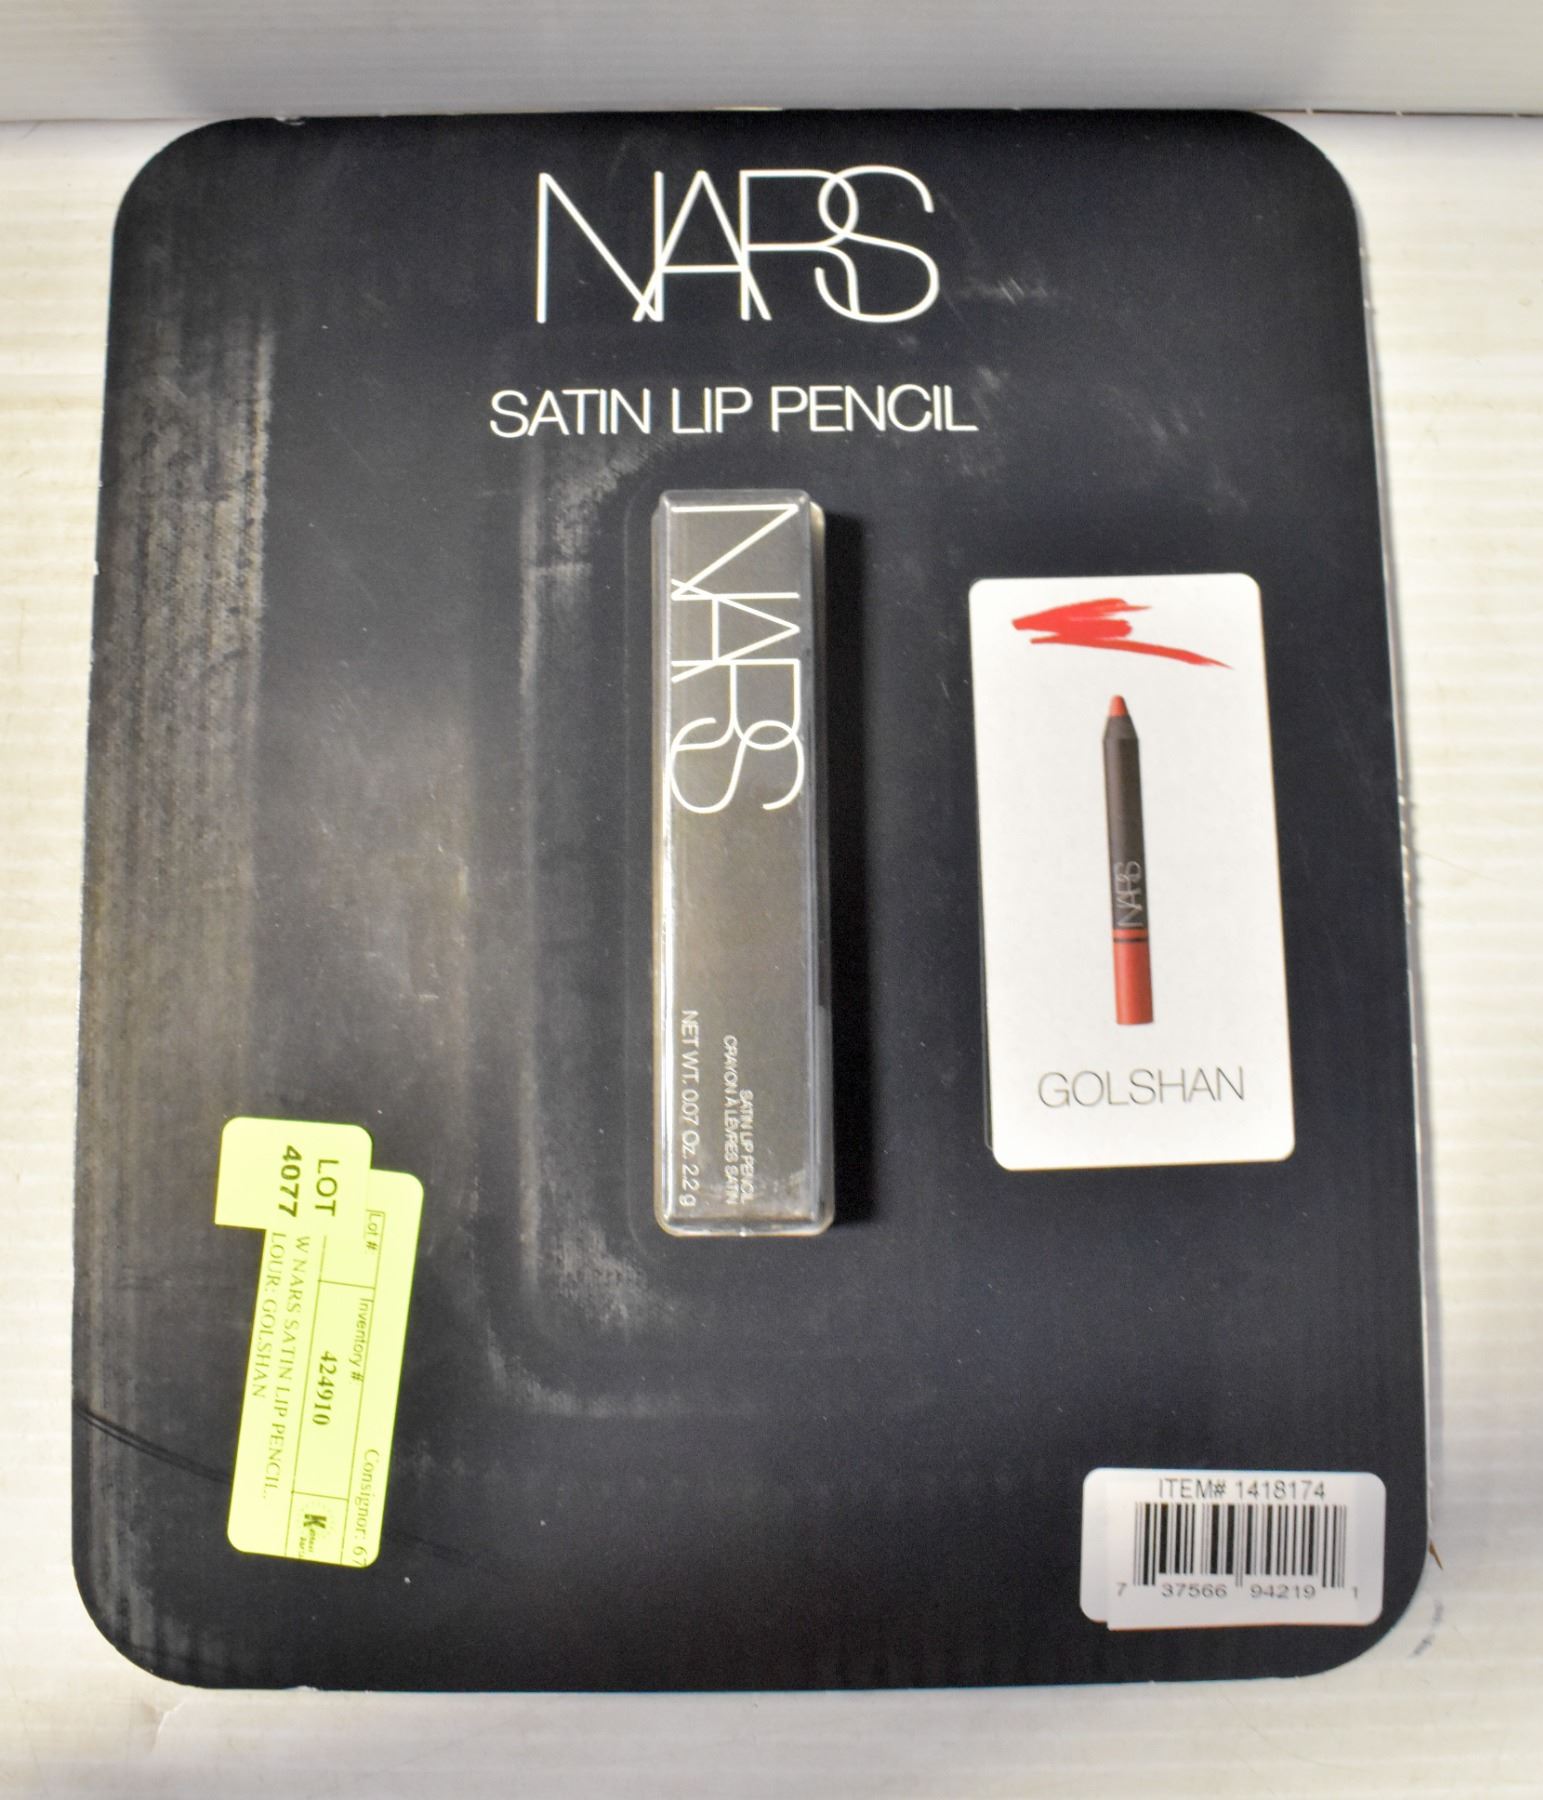 NARS
SATIN LIP PENCIL
NARS
SATIN LIP PENCIL
CRAYON À LÈVRES SATIN
NET WT. 0.07 Oz. 2.2 g
NARS
GOLSHAN
LOT
4077
Lot #:
Inventory #
Consignor: 67
424910
W NARS SATIN LIP PENCIL..
LOUR: GOLSHAN
ITEM# 1418174
7 37566 94219 1